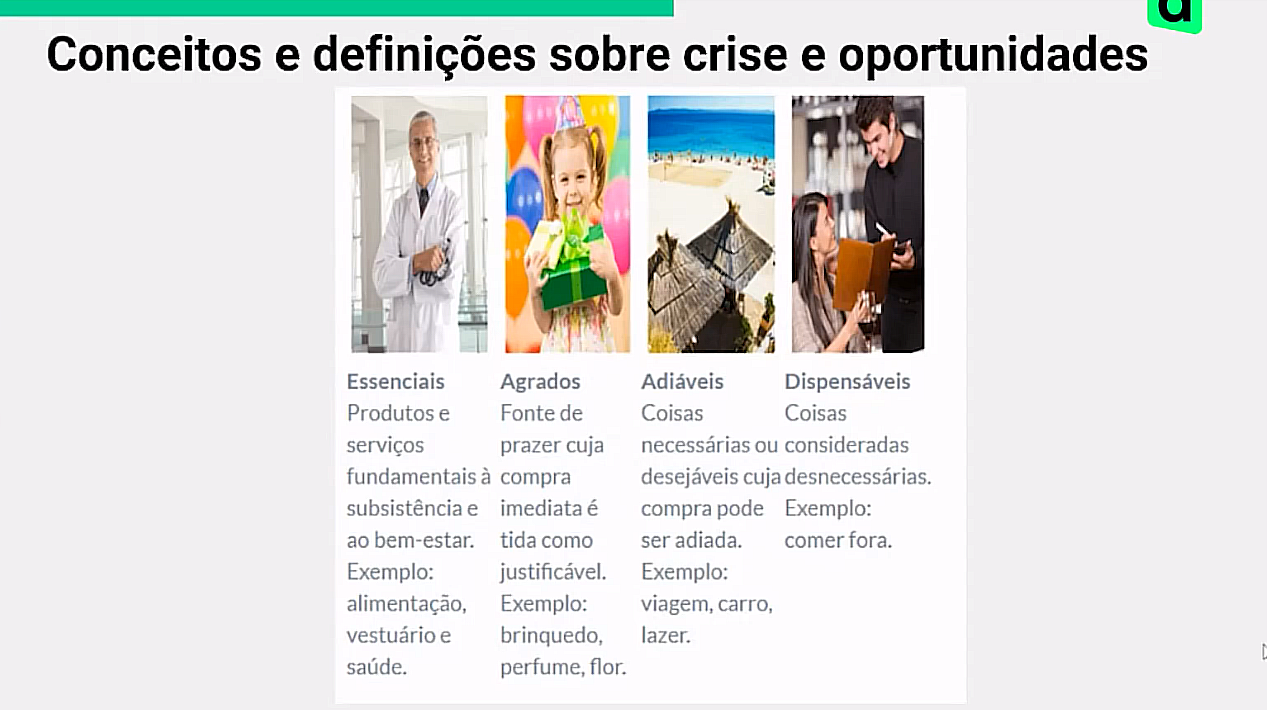 Conceitos e definições sobre crise e oportunidades
Essenciais
Produtos e
serviços
fundamentais à
subsistência e
ao bem-estar.
Exemplo:
alimentação,
vestuário e
saúde.
Agrados
Fonte de
prazer cuja
compra
imediata é
tida como
justificável.
Exemplo:
brinquedo,
perfume, flor.
Adiáveis
Coisas
necessárias ou
desejáveis cuja
compra pode
ser adiada.
Exemplo:
viagem, carro,
lazer.
Dispensáveis
Coisas
consideradas
desnecessárias.
Exemplo:
comer fora.